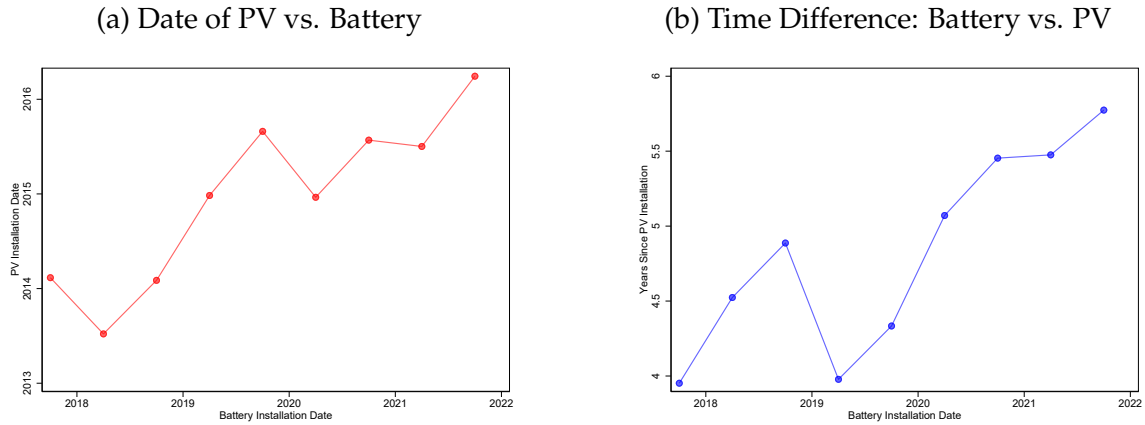 (a) Date of PV vs. Battery
PV Installation Date
2016
2015
2014
2013
2018 2019 2020 2021 2022
Battery Installation Date
(b) Time Difference: Battery vs. PV
Years Since PV Installation
6
5.5
5
4.5
4
2018 2019 2020 2021 2022
Battery Installation Date